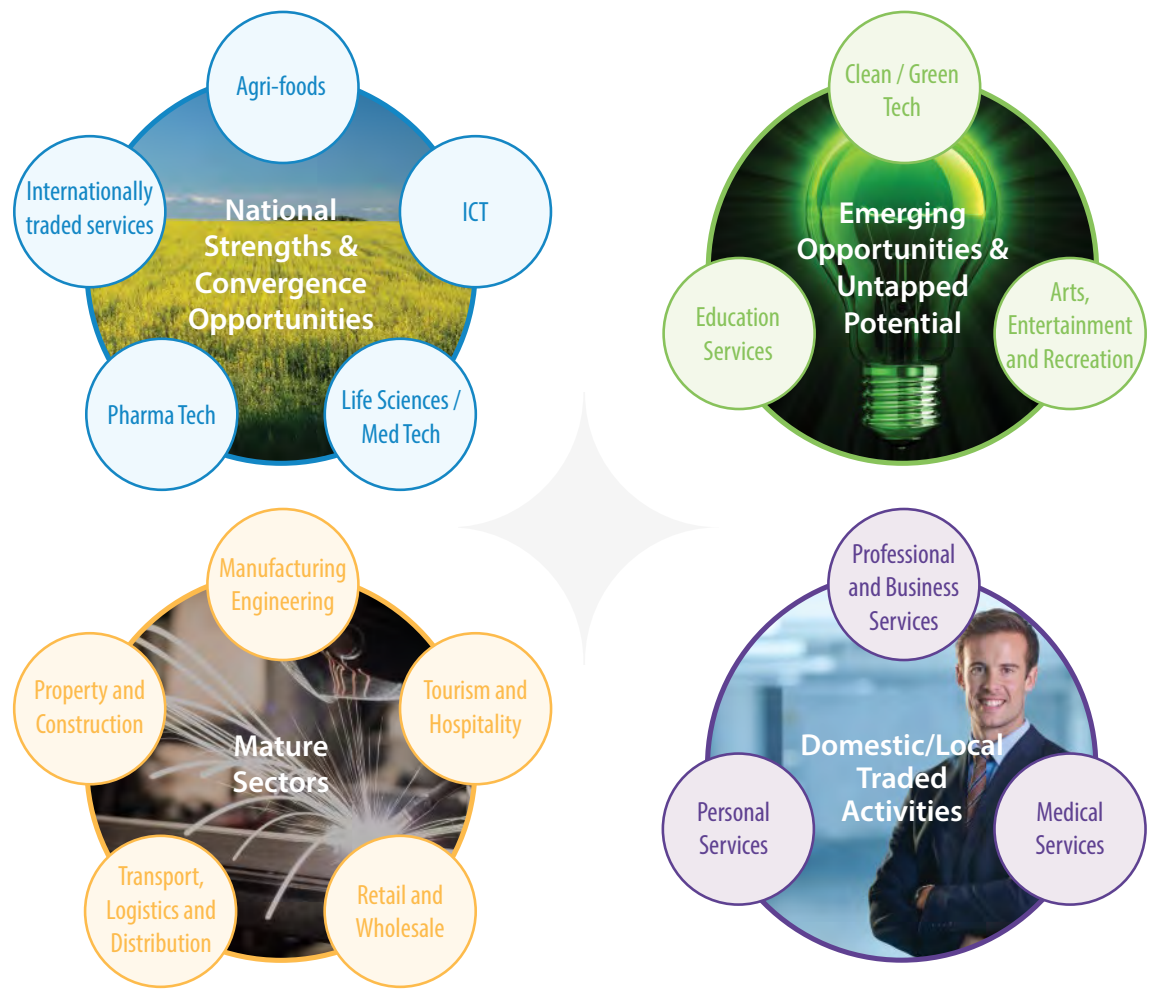 Agri-foods
Internationally
traded services
ICT
National
Strengths &
Convergence
Opportunities
Pharma Tech
Life Sciences /
Med Tech
Clean / Green
Tech
Emerging
Opportunities &
Untapped
Potential
Education
Services
Arts,
Entertainment
and Recreation
Manufacturing
Engineering
Property and
Construction
Tourism and
Hospitality
Mature
Sectors
Transport,
Logistics and
Distribution
Retail and
Wholesale
Professional
and Business
Services
Domestic/Local
Traded
Activities
Personal
Services
Medical
Services